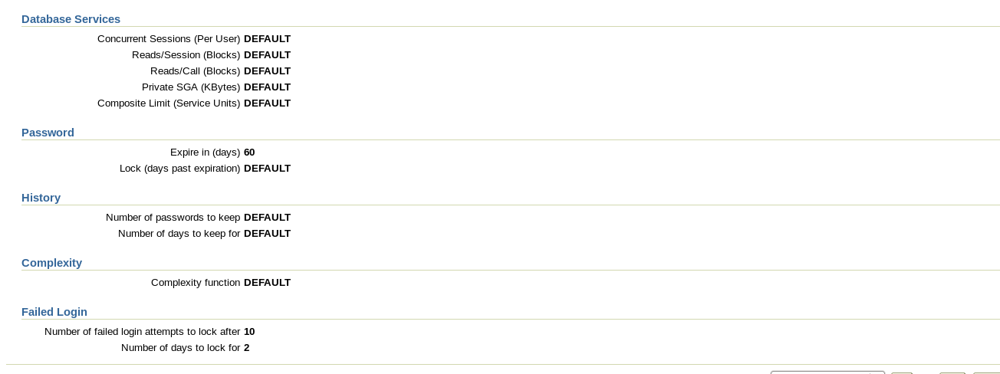 Database Services
Concurrent Sessions (Per User) DEFAULT
Reads/Session (Blocks) DEFAULT
Reads/Call (Blocks) DEFAULT
Private SGA (KBytes) DEFAULT
Composite Limit (Service Units) DEFAULT
Password
Expire in (days) 60
Lock (days past expiration) DEFAULT
History
Number of passwords to keep DEFAULT
Number of days to keep for DEFAULT
Complexity
Complexity function DEFAULT
Failed Login
Number of failed login attempts to lock after 10
Number of days to lock for 2